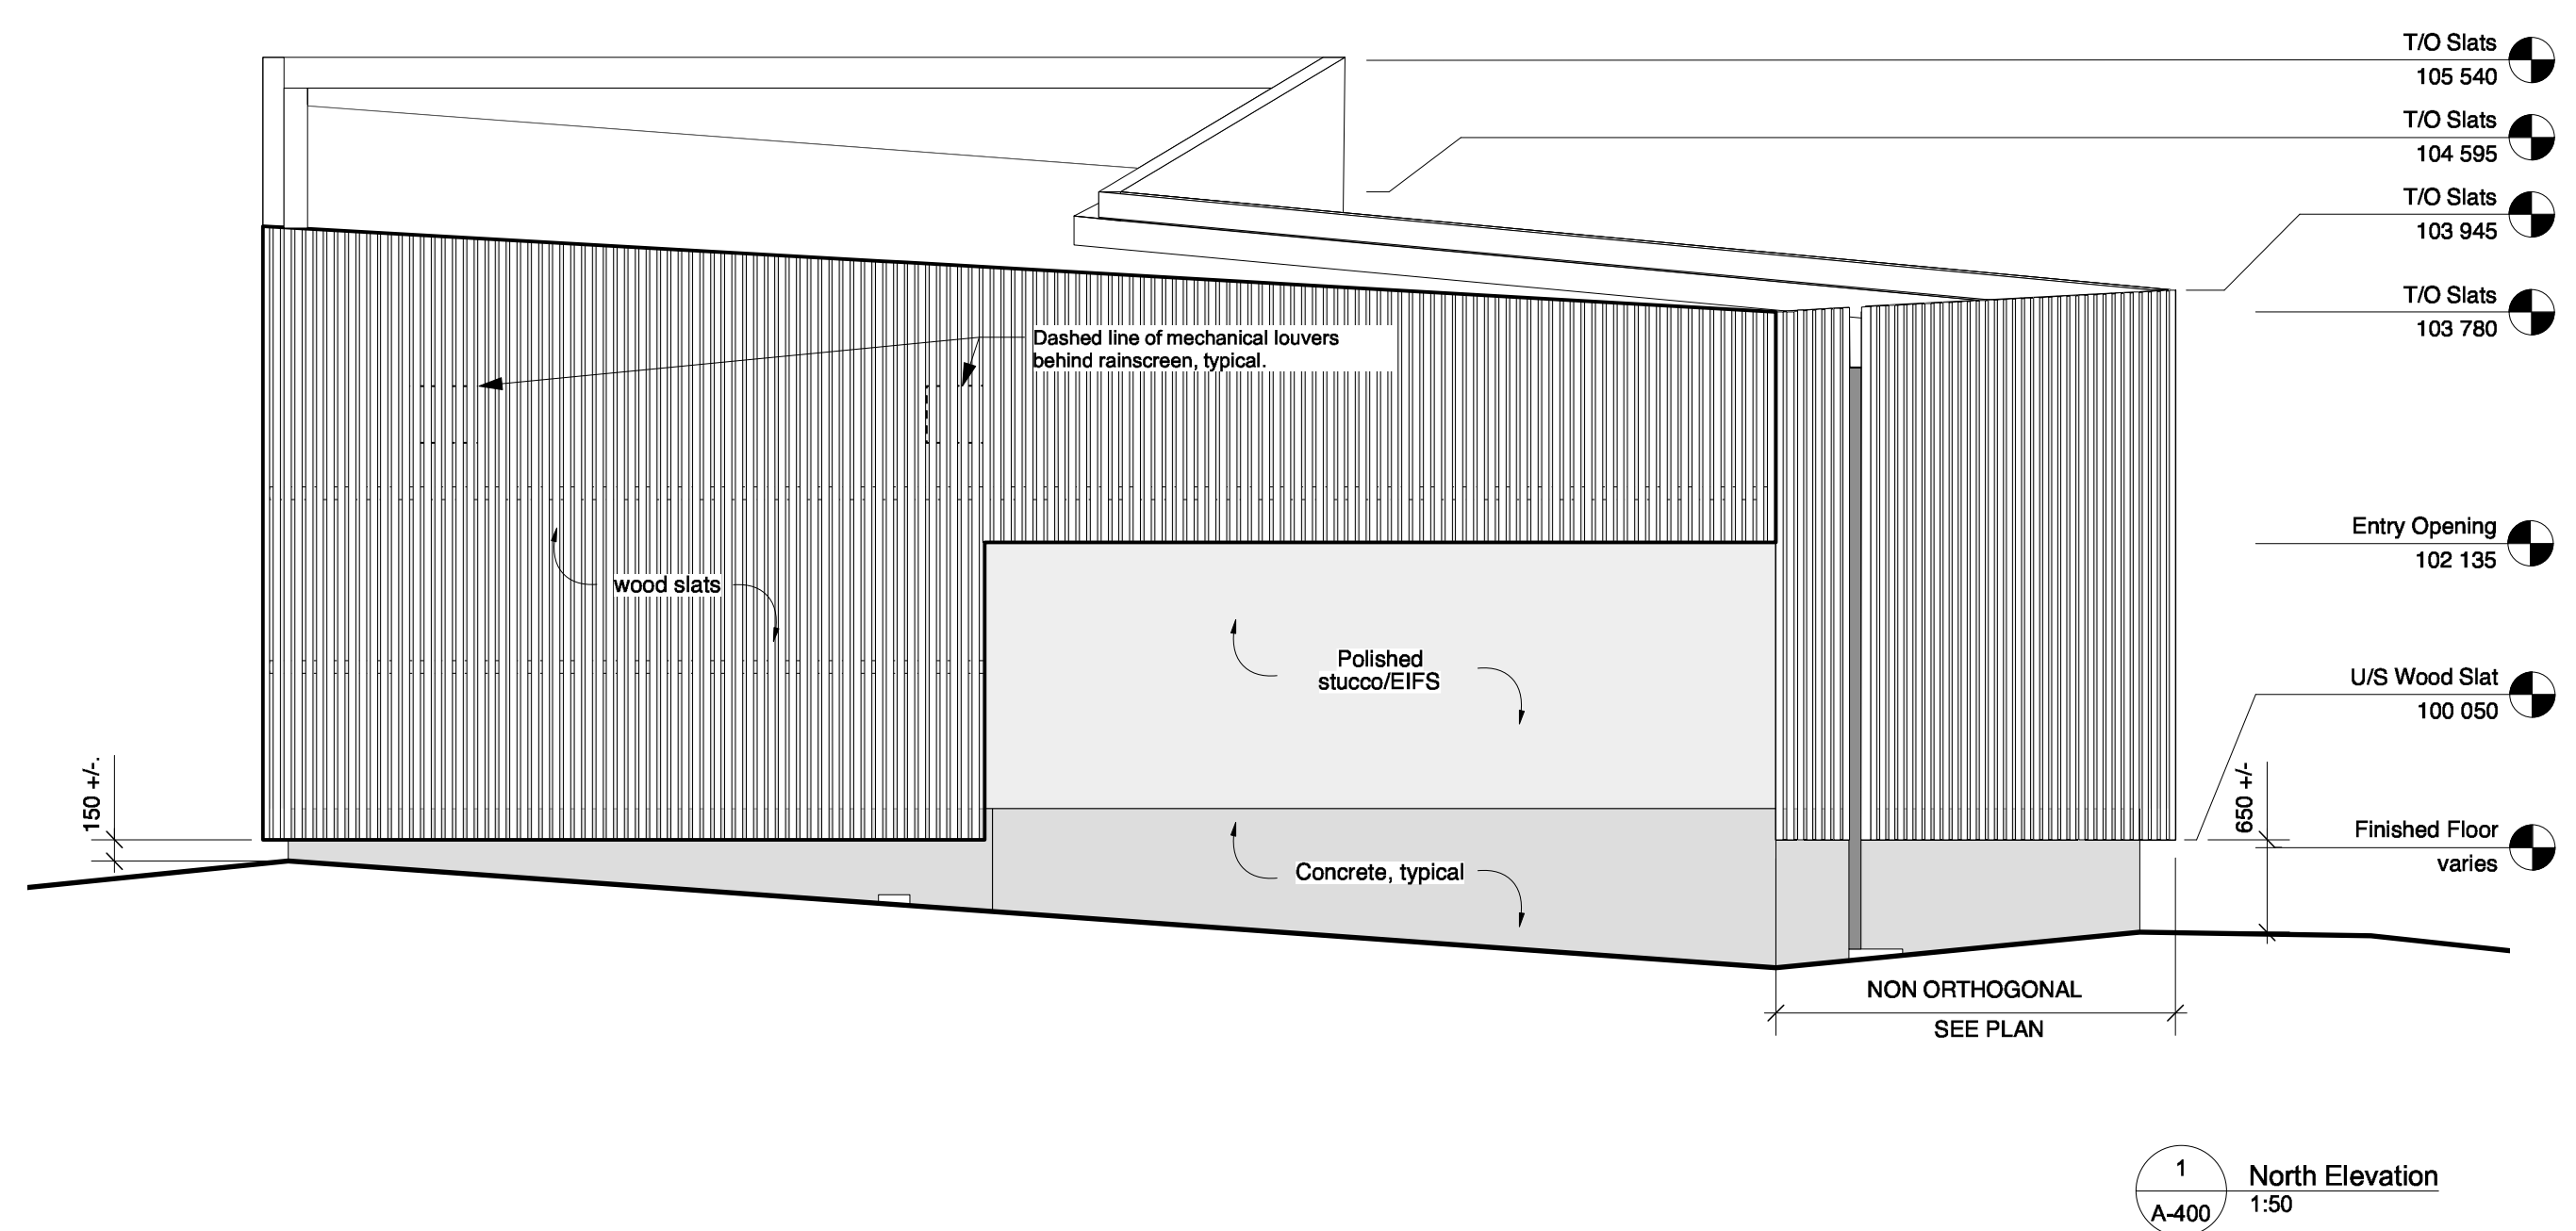 T/O Slats
105 540
T/O Slats
104 595
T/O Slats
103 945
T/O Slats
103 780
Dashed line of mechanical louvers
behind rainscreen, typical.
Entry Opening
102 135
wood slats
Polished
stucco/EIFS
U/S Wood Slat
100 050
150 +/-.
650 +/-
Finished Floor
varies
Concrete, typical
NON ORTHOGONAL
SEE PLAN
1
A-400
North Elevation
1:50